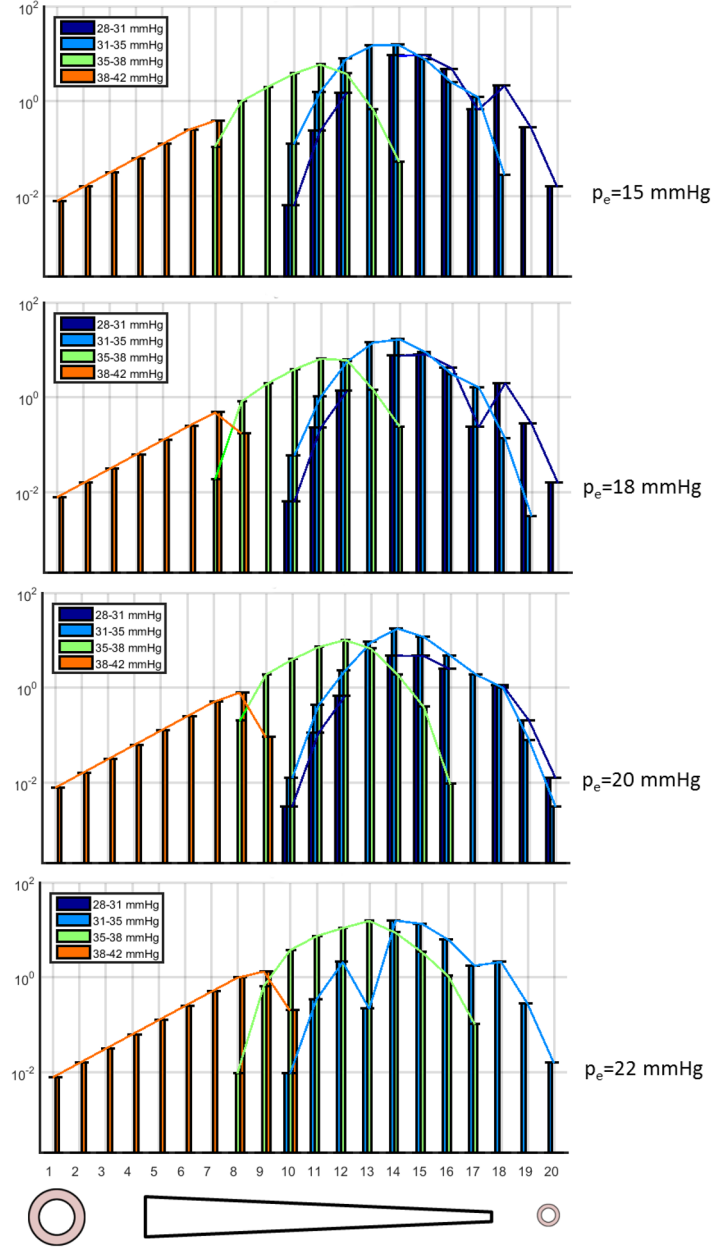 10^2
28-31 mmHg
31-35 mmHg
35-38 mmHg
38-42 mmHg
10^0
10^-2
p_e=15 mmHg
10^2
28-31 mmHg
31-35 mmHg
35-38 mmHg
38-42 mmHg
10^0
10^-2
p_e=18 mmHg
10^2
28-31 mmHg
31-35 mmHg
35-38 mmHg
38-42 mmHg
10^0
10^-2
p_e=20 mmHg
10^2
28-31 mmHg
31-35 mmHg
35-38 mmHg
38-42 mmHg
10^0
10^-2
p_e=22 mmHg
1 2 3 4 5 6 7 8 9 10 11 12 13 14 15 16 17 18 19 20